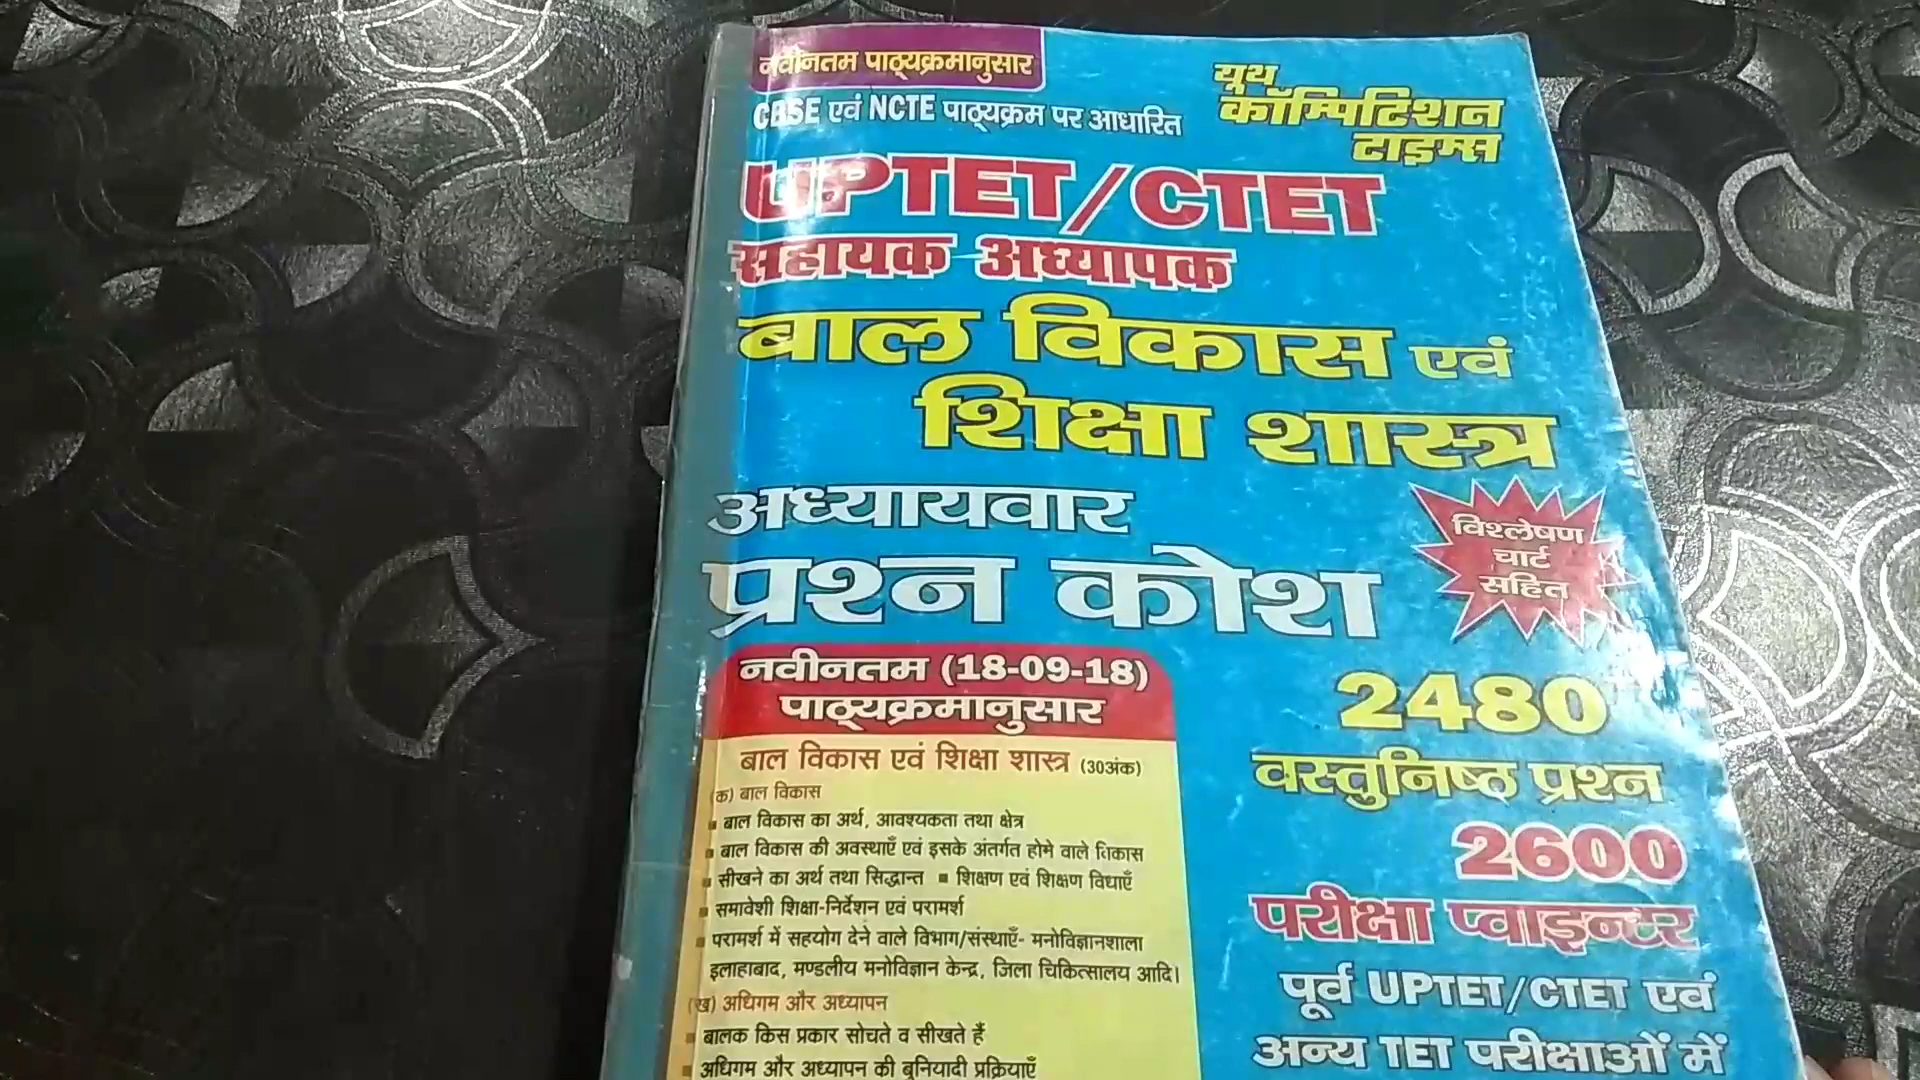 नवीनतम पाठ्यक्रमानुसार
CBSE एवं NCTE पाठ्यक्रम पर आधारित
यूथ
कॉम्पिटिशन
टाइम्स
UPTET/CTET
सहायक अध्यापक
बाल विकास एवं
शिक्षा शास्त्र
अध्यायवार
प्रश्न कोश
विश्लेषण
चार्ट
सहित
नवीनतम (18-09-18)
पाठ्यक्रमानुसार
बाल विकास एवं शिक्षा शास्त्र (30अंक)
(क) बाल विकास
▪ बाल विकास का अर्थ, आवश्यकता तथा क्षेत्र
▪ बाल विकास की अवस्थाएँ एवं इसके अंतर्गत होमे वाले विकास
▪ सीखने का अर्थ तथा सिद्धान्त ▪ शिक्षण एवं शिक्षण विधाएँ
▪ समावेशी शिक्षा-निर्देशन एवं परामर्श
▪ परामर्श में सहयोग देने वाले विभाग/संस्थाएँ- मनोविज्ञानशाला
इलाहाबाद, मण्डलीय मनोविज्ञान केन्द्र, जिला चिकित्सालय आदि।
(ख) अधिगम और अध्यापन
▪ बालक किस प्रकार सोचते व सीखते हैं
▪ अधिगम और अध्यापन की बुनियादी प्रक्रियाएँ
2480
वस्तुनिष्ठ प्रश्न
2600
परीक्षा प्वाइन्टर
पूर्व UPTET/CTET एवं
अन्य TET परीक्षाओं में